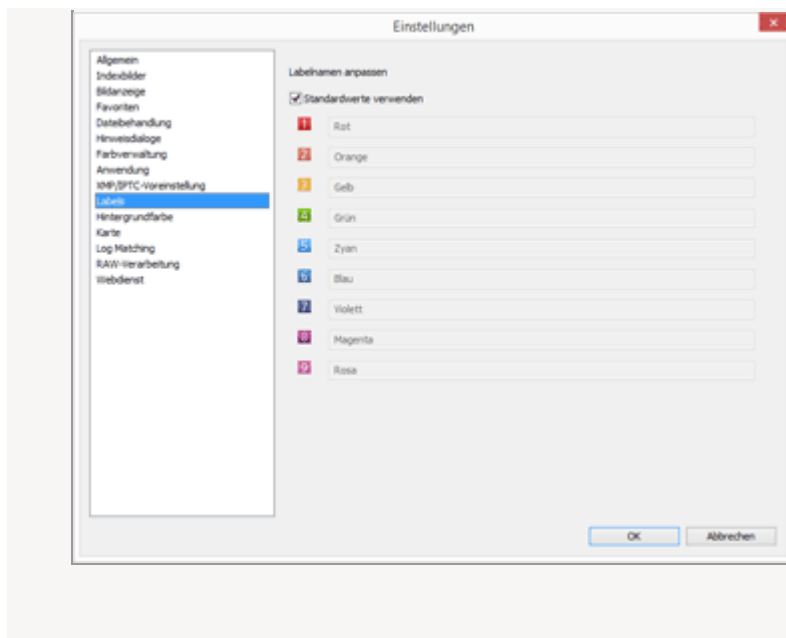 Einstellungen
Allgemein
Indexbilder
Bildanzeige
Favoriten
Dateibehandlung
Hinweisdialoge
Farbverwaltung
Anwendung
XMP/IPTC-Voreinstellung
Labels
Hintergrundfarbe
Karte
Log Matching
RAW-Verarbeitung
Webdienst
Labelnamen anpassen
Standardwerte verwenden
1 Rot
2 Orange
3 Gelb
4 Grün
5 Zyan
6 Blau
7 Violett
8 Magenta
9 Rosa
OK Abbrechen